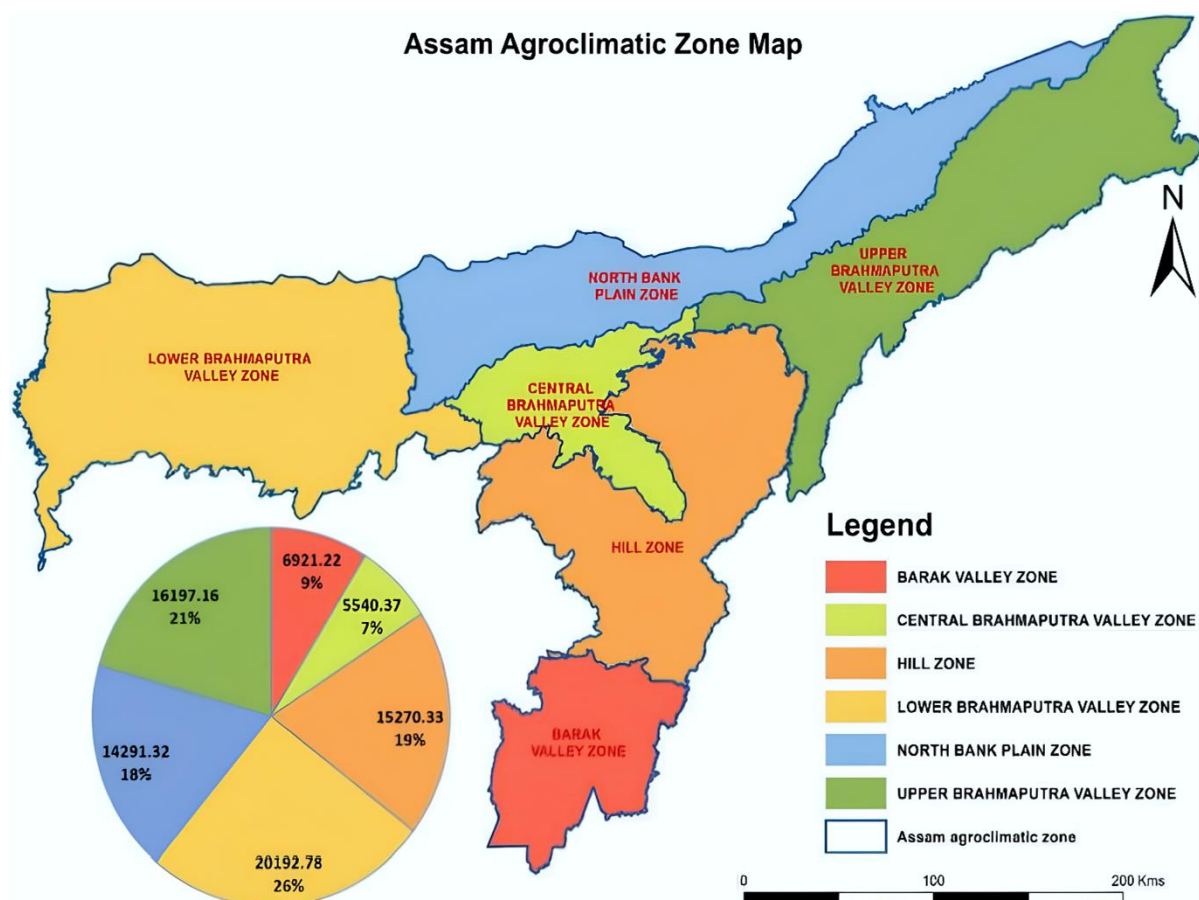 Assam Agroclimatic Zone Map
N
NORTH BANK
PLAIN ZONE
UPPER
BRAHMAPUTRA
VALLEY ZONE
LOWER BRAHMAPUTRA
VALLEY ZONE
CENTRAL
BRAHMAPUTRA
VALLEY ZONE
HILL ZONE
BARAK
VALLEY ZONE
6921.22
9%
5540.37
7%
15270.33
19%
20192.78
26%
14291.32
18%
16197.16
21%
Legend
BARAK VALLEY ZONE
CENTRAL BRAHMAPUTRA VALLEY ZONE
HILL ZONE
LOWER BRAHMAPUTRA VALLEY ZONE
NORTH BANK PLAIN ZONE
UPPER BRAHMAPUTRA VALLEY ZONE
Assam agroclimatic zone
0 100 200 Kms